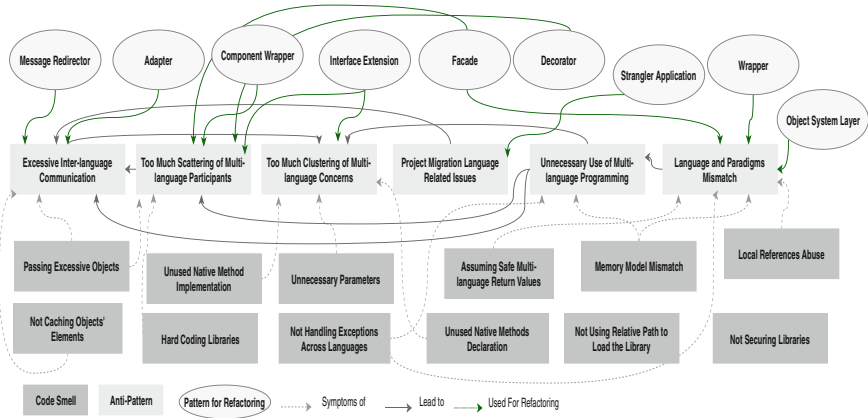 Message Redirector
Adapter
Component Wrapper
Interface Extension
Facade
Decorator
Strangler Application
Wrapper
Object System Layer
Excessive Inter-language
Communication
Too Much Scattering of Multi-
language Participants
Too Much Clustering of Multi-
language Concerns
Project Migration Language
Related Issues
Unnecessary Use of Multi-
language Programming
Language and Paradigms
Mismatch
Passing Excessive Objects
Unused Native Method
Implementation
Unnecessary Parameters
Assuming Safe Multi-
language Return Values
Memory Model Mismatch
Local References Abuse
Not Caching Objects'
Elements
Hard Coding Libraries
Not Handling Exceptions
Across Languages
Unused Native Methods
Declaration
Not Using Relative Path to
Load the Library
Not Securing Libraries
Code Smell
Anti-Pattern
Pattern for Refactoring
Symptoms of
Lead to
Used For Refactoring